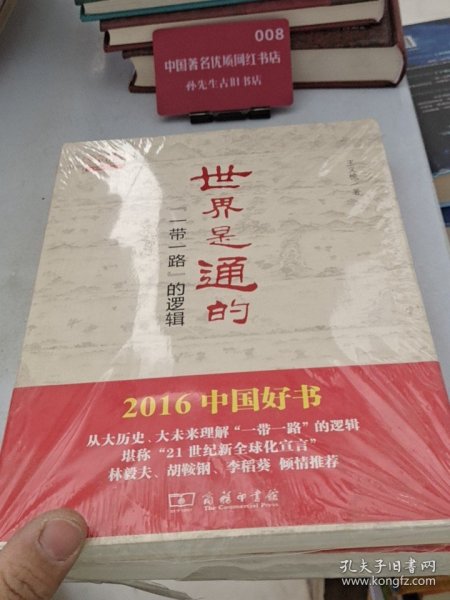 008
中国著名优质网红书店
孙先生古旧书店
世界是通的
“一带一路”的逻辑
王义桅 著
2016 中国好书
从大历史、大未来理解“一带一路”的逻辑
堪称“21世纪新全球化宣言”
林毅夫、胡鞍钢、李稻葵 倾情推荐
商务印书馆
The Commercial Press
孔夫子旧书网
www.kongfz.com